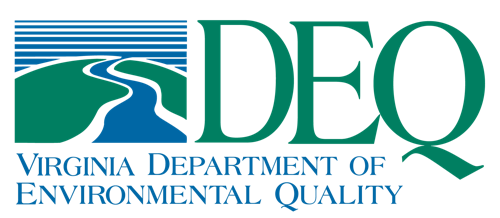 DEQ
VIRGINIA DEPARTMENT OF
ENVIRONMENTAL QUALITY